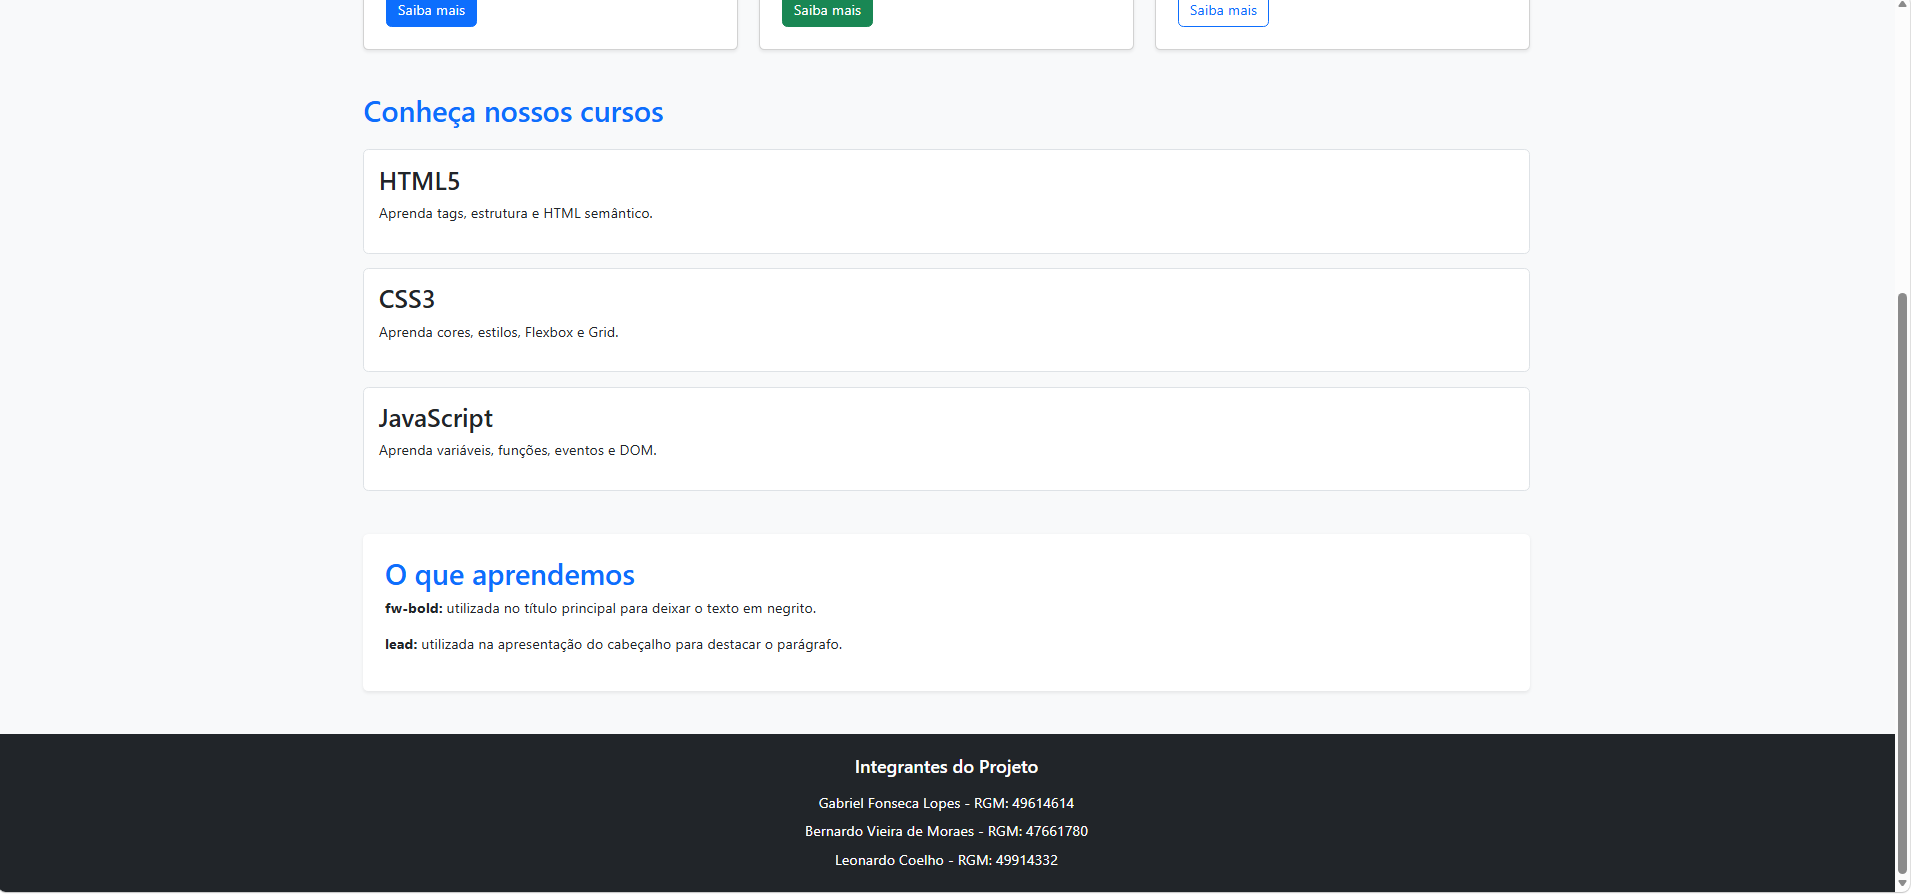 Saiba mais
Saiba mais
Saiba mais
Conheça nossos cursos
HTML5
Aprenda tags, estrutura e HTML semântico.
CSS3
Aprenda cores, estilos, Flexbox e Grid.
JavaScript
Aprenda variáveis, funções, eventos e DOM.
O que aprendemos
fw-bold: utilizada no título principal para deixar o texto em negrito.
lead: utilizada na apresentação do cabeçalho para destacar o parágrafo.
Integrantes do Projeto
Gabriel Fonseca Lopes - RGM: 49614614
Bernardo Vieira de Moraes - RGM: 47661780
Leonardo Coelho - RGM: 49914332